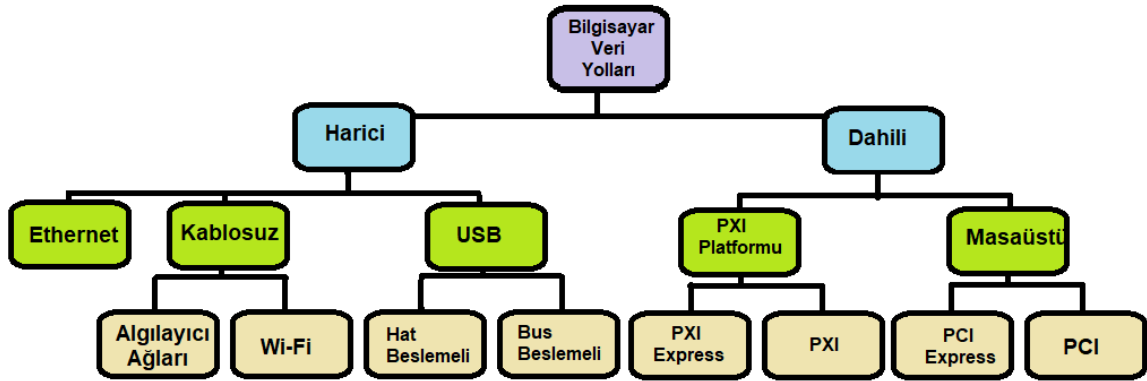 Bilgisayar
Veri
Yolları
Harici
Dahili
Ethernet
Kablosuz
USB
PXI
Platformu
Masaüstü
Algılayıcı
Ağları
Wi-Fi
Hat
Beslemeli
Bus
Beslemeli
PXI
Express
PXI
PCI
Express
PCI